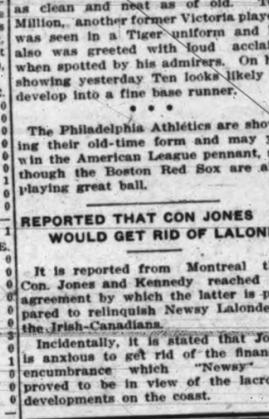 as clean and neat as of old.
Million, another former Victoria play
was seen in a Tiger uniform and
also was greeted with loud accla
when spotted by his admirers. On
showing yesterday Ten looks likely
develop into a fine base runner.
* * *
The Philadelphia Athletics are sho
ing their old-time form and may
win the American League pennant,
though the Boston Red Sox are a
playing great ball.
REPORTED THAT CON JONES
WOULD GET RID OF LALON
It is reported from Montreal t
Con. Jones and Kennedy reached
agreement by which the latter is p
pared to relinquish Newsy Lalonde
the Irish-Canadians.
Incidentally, it is stated that Jo
is anxious to get rid of the finan
encumbrance which "Newsy"
proved to be in view of the lacro
developments on the coast.